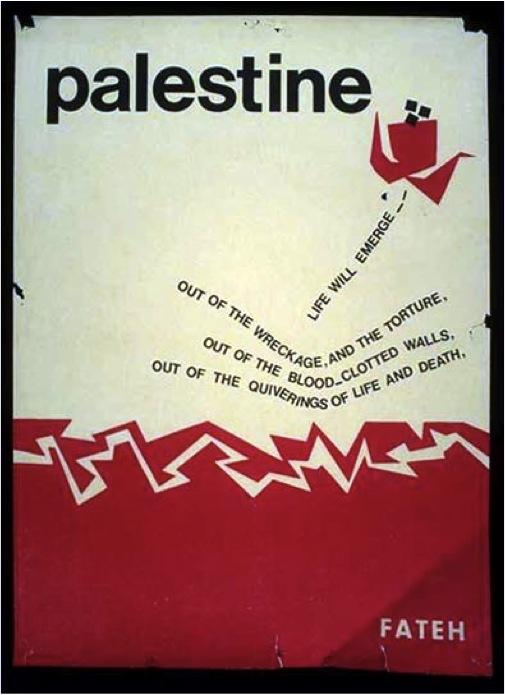 palestine
LIFE WILL EMERGE__
OUT OF THE WRECKAGE, AND THE TORTURE,
OUT OF THE BLOOD_CLOTTED WALLS,
OUT OF THE QUIVERINGS OF LIFE AND DEATH,
FATEH